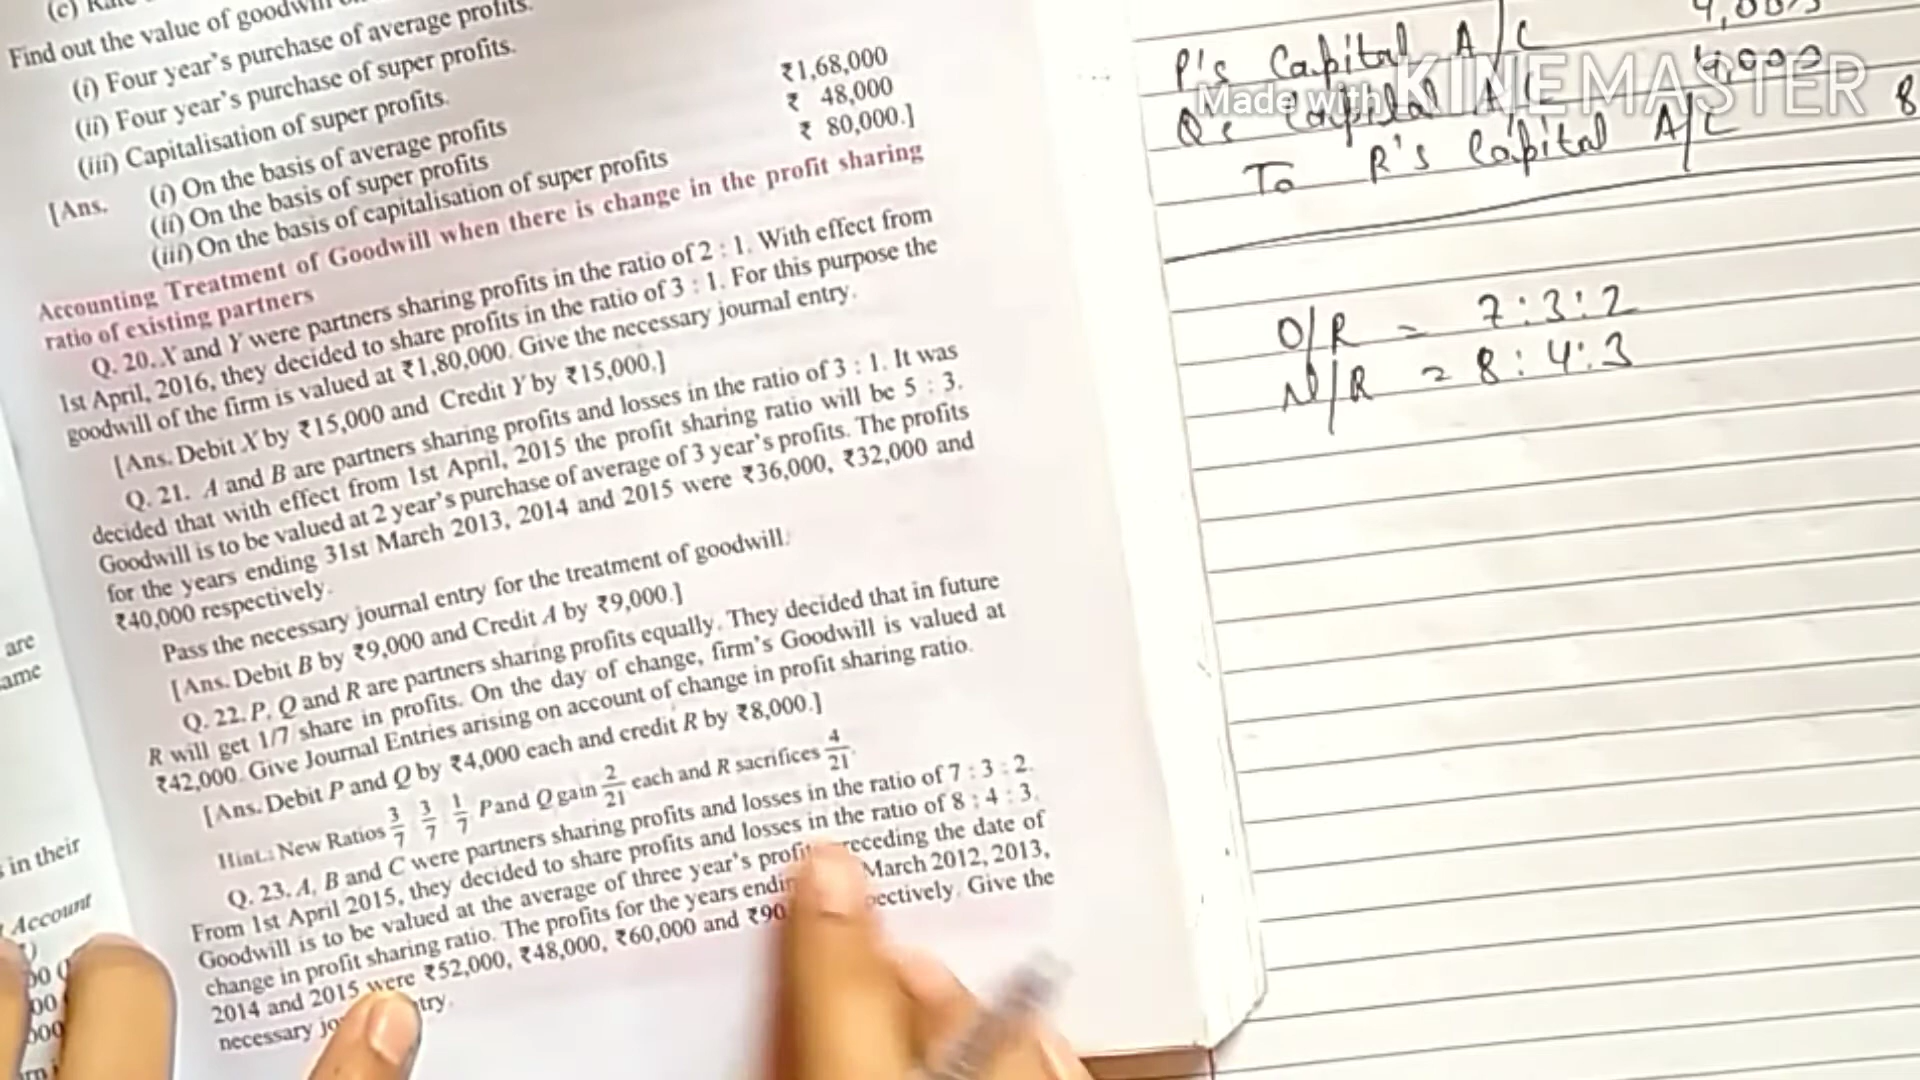 (c)
Find out the value of goodwill
(i) Four year's purchase of average profits.
(ii) Four year's purchase of super profits.
(iii) Capitalisation of super profits.
[Ans. (i) On the basis of average profits ₹1,68,000
(ii) On the basis of super profits ₹ 48,000
(iii) On the basis of capitalisation of super profits ₹ 80,000.]
Accounting Treatment of Goodwill when there is change in the profit sharing
ratio of existing partners
Q. 20. X and Y were partners sharing profits in the ratio of 2 : 1. With effect from
1st April, 2016, they decided to share profits in the ratio of 3 : 1. For this purpose the
goodwill of the firm is valued at ₹1,80,000. Give the necessary journal entry.
[Ans. Debit X by ₹15,000 and Credit Y by ₹15,000.]
Q. 21. A and B are partners sharing profits and losses in the ratio of 3 : 1. It was
decided that with effect from 1st April, 2015 the profit sharing ratio will be 5 : 3.
Goodwill is to be valued at 2 year's purchase of average of 3 year's profits. The profits
for the years ending 31st March 2013, 2014 and 2015 were ₹36,000, ₹32,000 and
₹40,000 respectively.
Pass the necessary journal entry for the treatment of goodwill.
[Ans. Debit B by ₹9,000 and Credit A by ₹9,000.]
Q. 22. P, Q and R are partners sharing profits equally. They decided that in future
R will get 1/7 share in profits. On the day of change, firm's Goodwill is valued at
₹42,000. Give Journal Entries arising on account of change in profit sharing ratio.
[Ans. Debit P and Q by ₹4,000 each and credit R by ₹8,000.]
Hint.: New Ratios 3/7 3/7 1/7 P and Q gain 2/21 each and R sacrifices 4/21.
Q. 23. A, B and C were partners sharing profits and losses in the ratio of 7 : 3 : 2.
From 1st April 2015, they decided to share profits and losses in the ratio of 8 : 4 : 3.
Goodwill is to be valued at the average of three year's preceding the date of
change in profit sharing ratio. The profits for the years March 2012, 2013,
2014 and 2015 were ₹52,000, ₹48,000, ₹60,000 and ₹90 Give the
necessary
are
ame
in their
Account
P's Capital A/C
Q's Capital A/C 4,000
To R's Capital A/C 8
O/R = 7:3:2
N/R = 8:4:3
Made with KINEMASTER